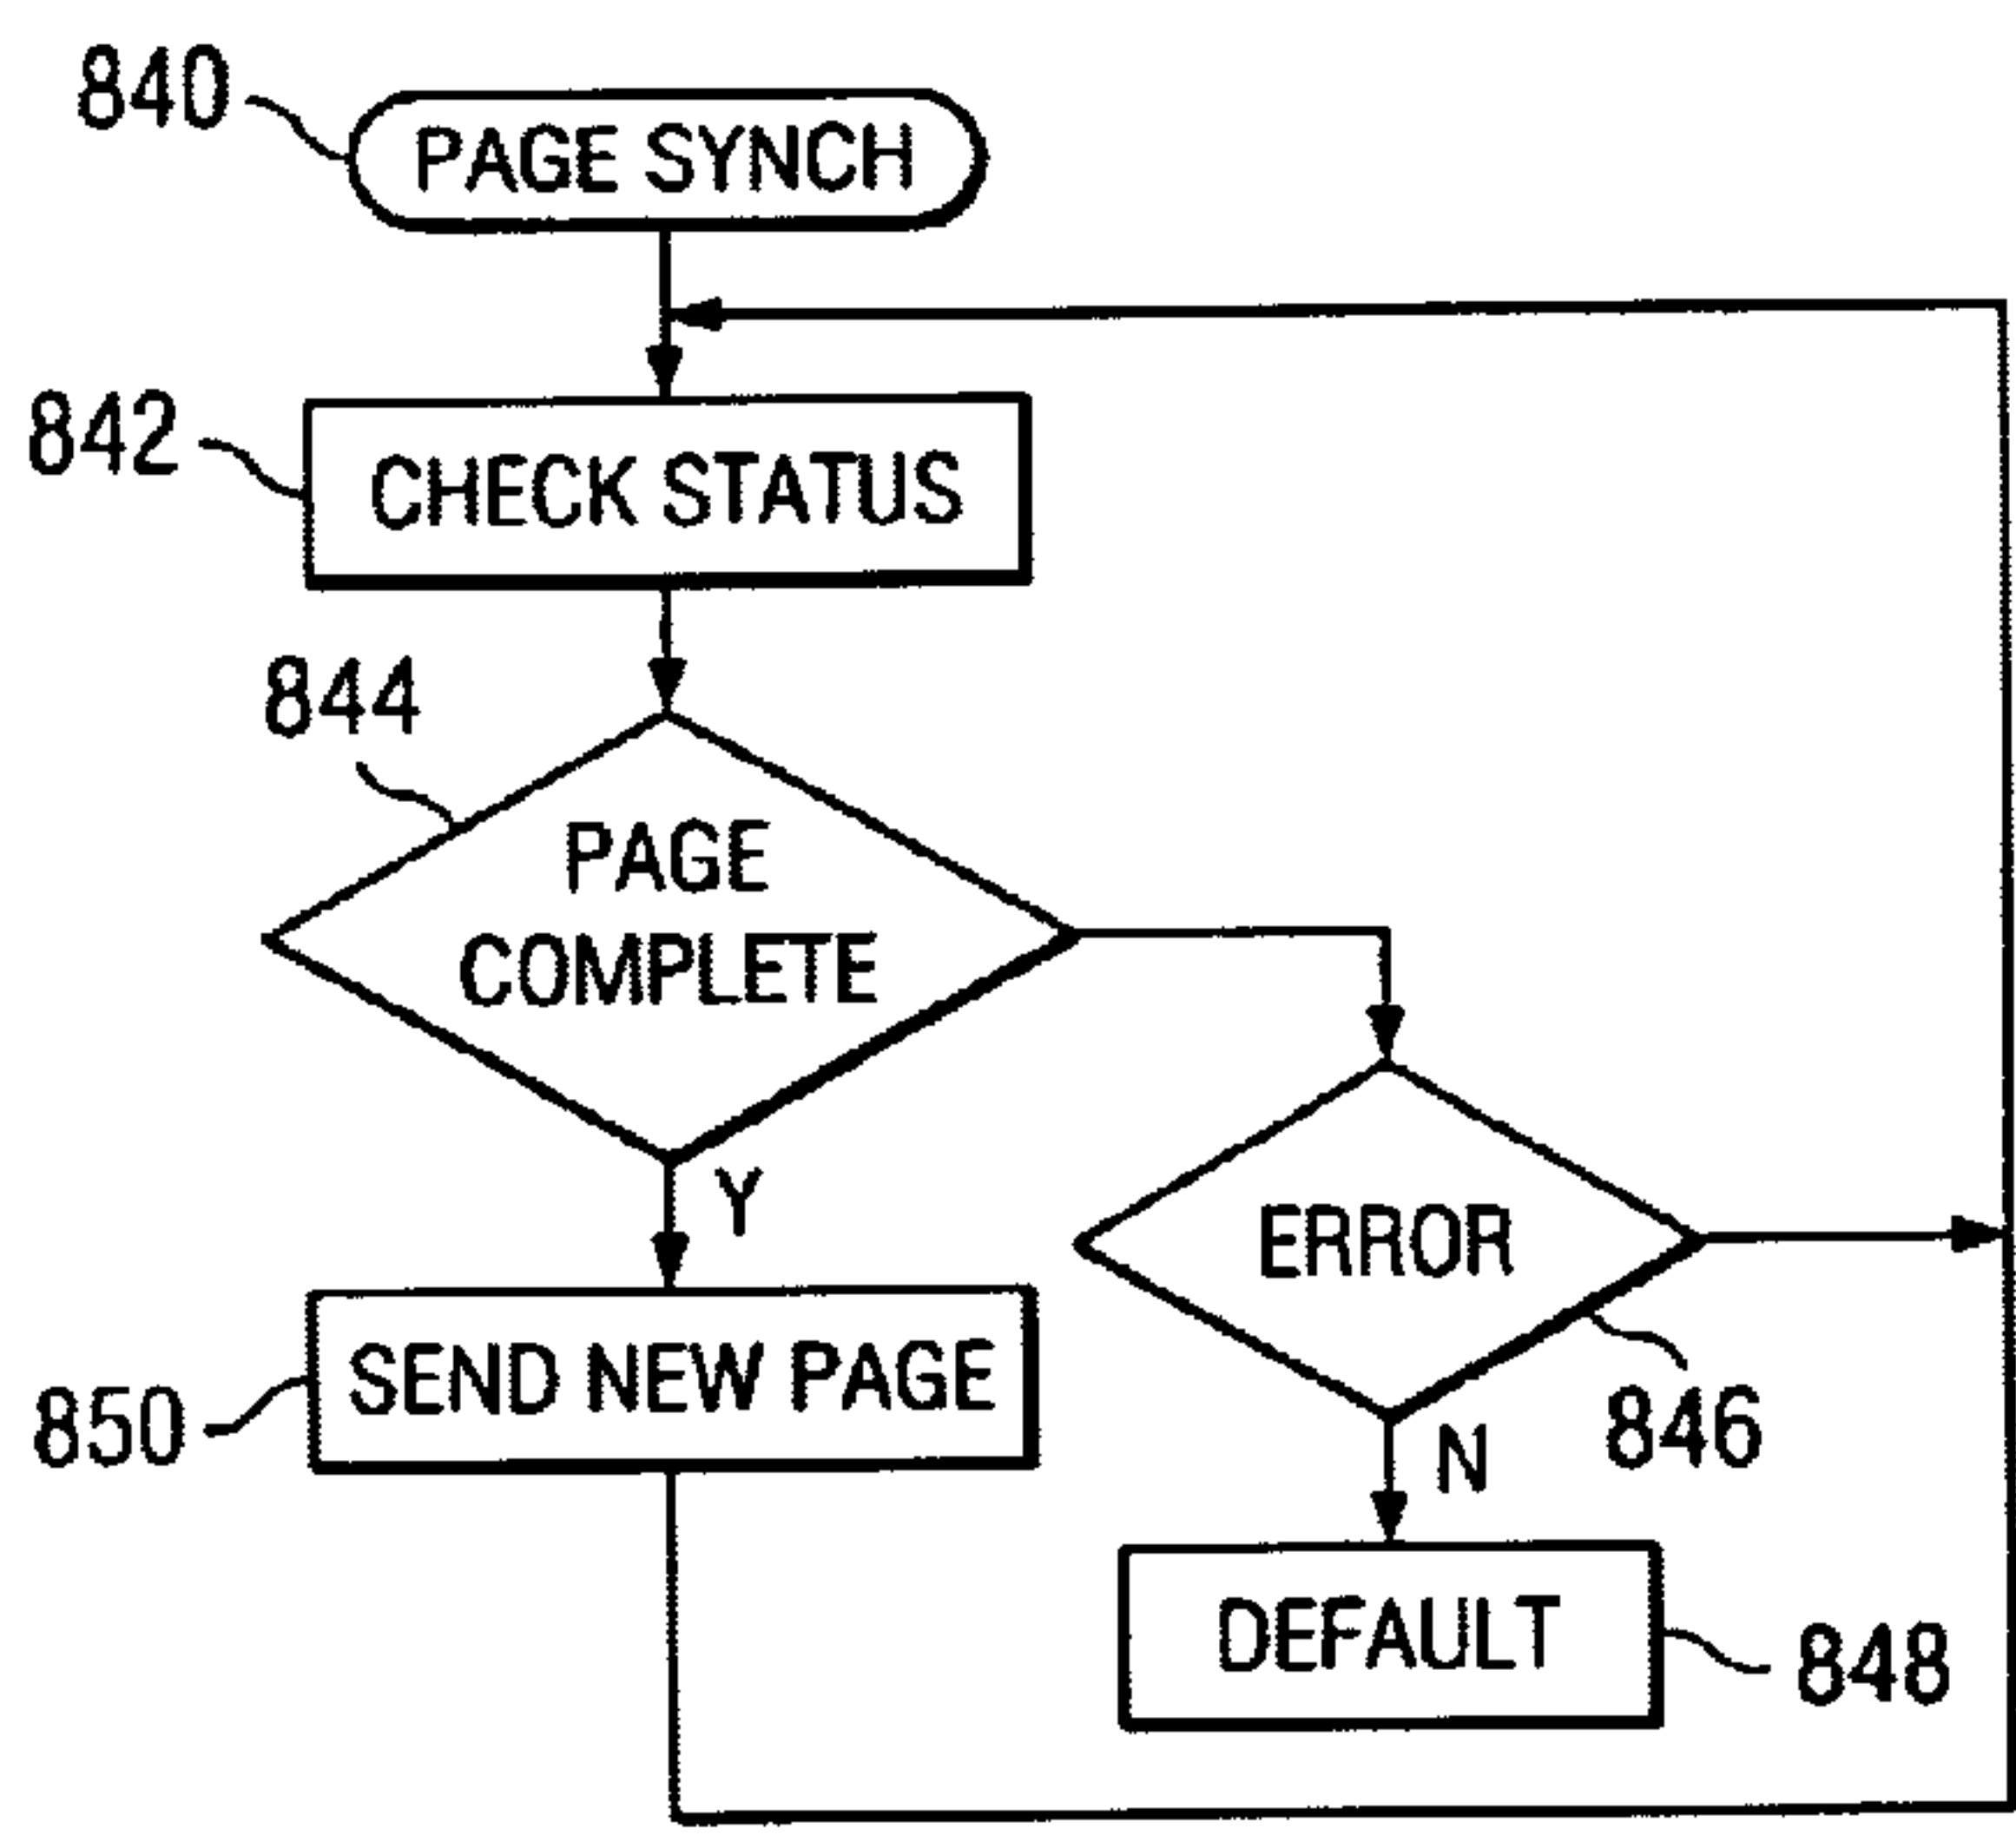 840
PAGE SYNCH
842
CHECK STATUS
844
PAGE
COMPLETE
Y
ERROR
846
850
SEND NEW PAGE
N
DEFAULT
848